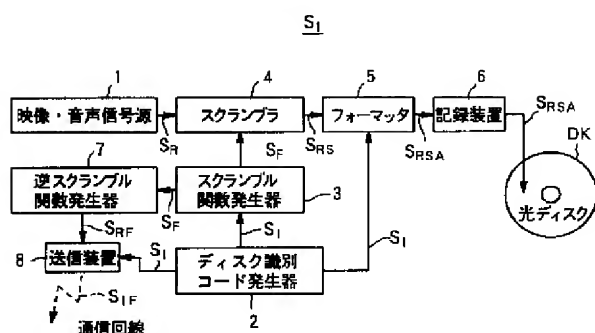 S1
1
4
5
6
映像・音声信号源
SR
スクランブラ
SRS
フォーマッタ
SRSA
記録装置
SRSA
DK
光ディスク
7
SF
逆スクランブル
関数発生器
SF
スクランブル
関数発生器
3
SRF
SI
SI
8
送信装置
SI
ディスク識別
コード発生器
2
SIF
通信回線